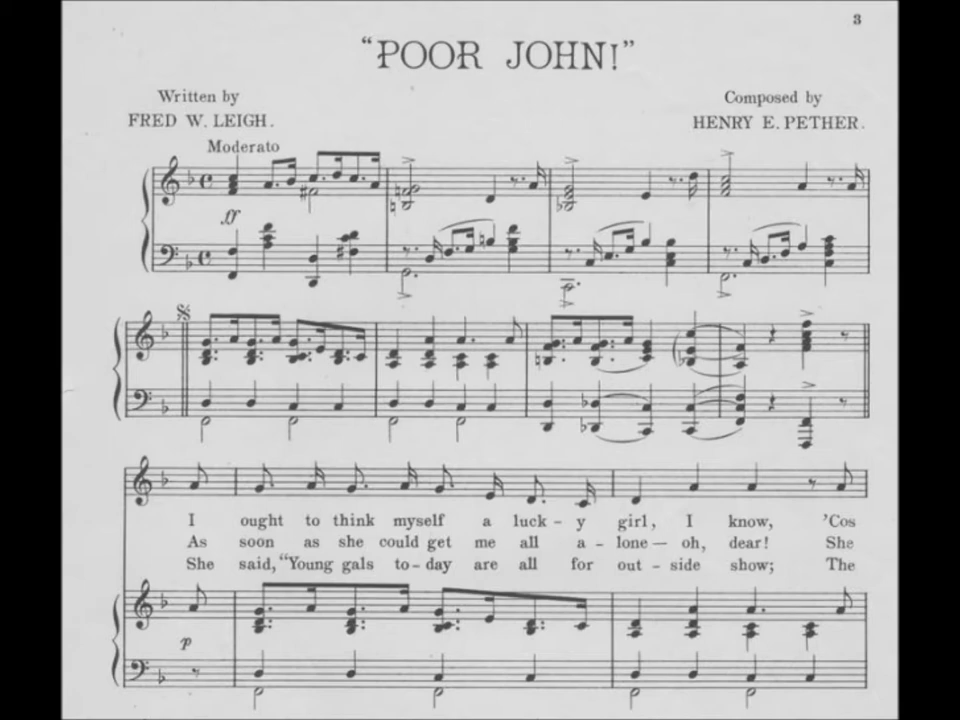 3
“POOR JOHN!”
Written by
FRED W. LEIGH.
Composed by
HENRY E. PETHER.
Moderato
ff
I ought to think myself a luck - y girl, I know, 'Cos
As soon as she could get me all a - lone — oh, dear! She
She said, “Young gals to - day are all for out - side show; The
p